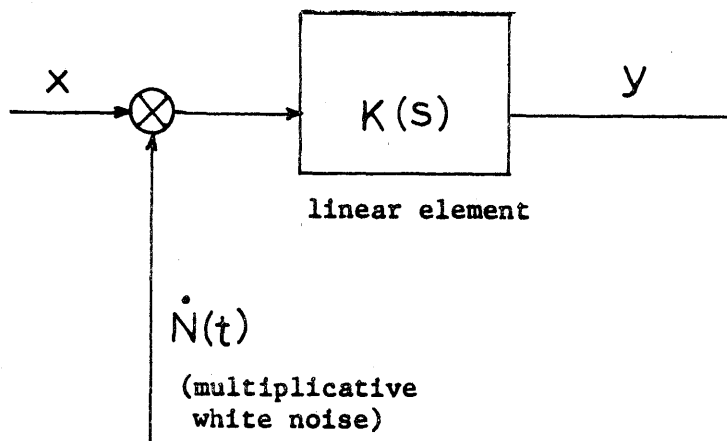 x
K(s)
y
linear element
Ṅ(t)
(multiplicative
white noise)